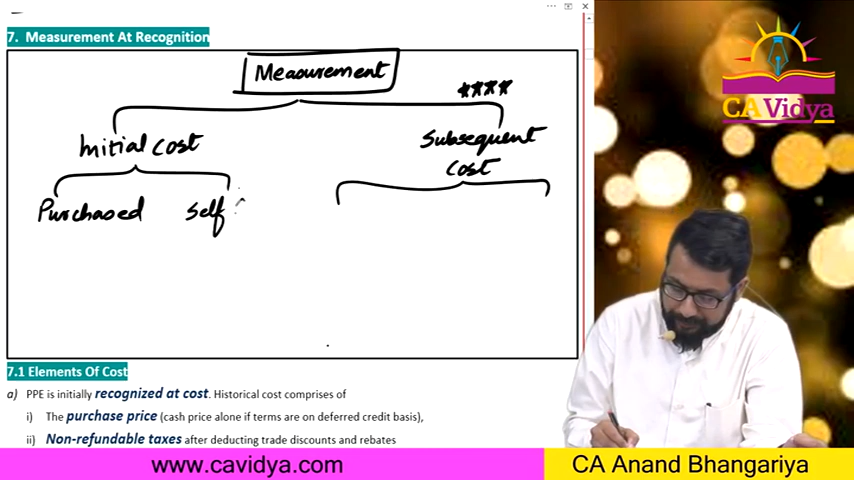 7. Measurement At Recognition
Measurement
****
Initial cost
Subsequent
Cost
Purchased
Self
7.1 Elements Of Cost
a) PPE is initially recognized at cost. Historical cost comprises of
i) The purchase price (cash price alone if terms are on deferred credit basis),
ii) Non-refundable taxes after deducting trade discounts and rebates
CA Vidya
www.cavidya.com
CA Anand Bhangariya